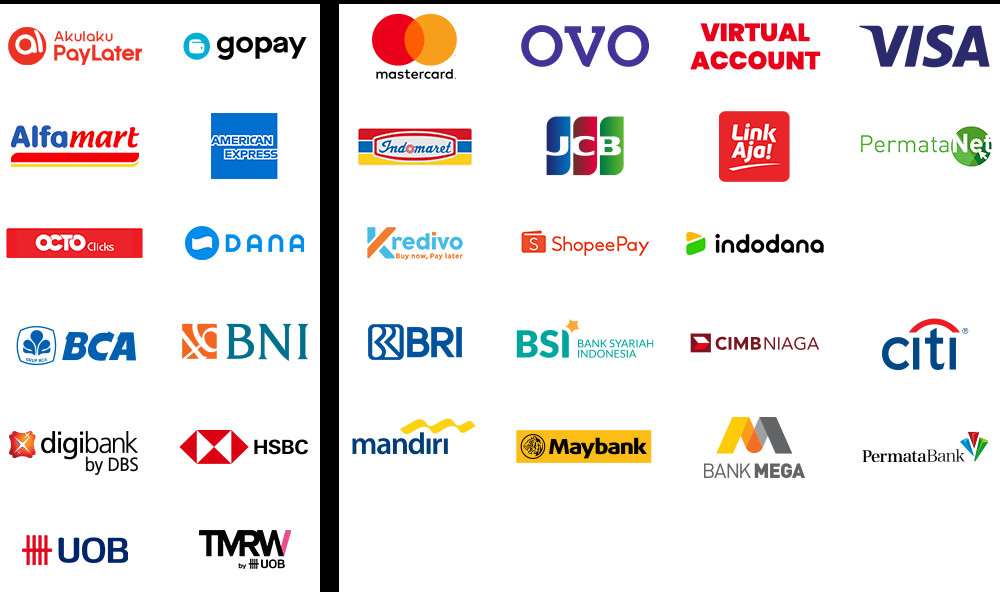 Akulaku
PayLater
gopay
mastercard.
OVO
VIRTUAL
ACCOUNT
VISA
Alfamart
AMERICAN
EXPRESS
Indomaret
JCB
Link
Aja!
PermataNet
OCTO Clicks
DANA
Kredivo
Buy now, Pay later
S ShopeePay
indodana
BCA
BNI
BRI
BSI BANK SYARIAH
INDONESIA
CIMBNIAGA
citi®
digibank
by DBS
HSBC
mandiri
Maybank
BANK MEGA
PermataBank
UOB
TMRW
by UOB